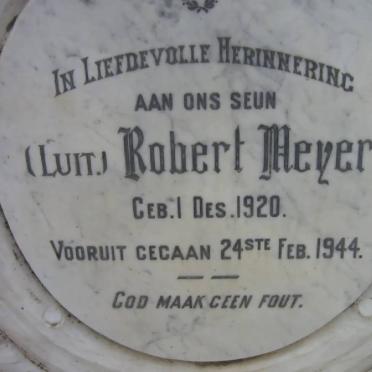 IN LIEFDEVOLLE HERINNERING
AAN ONS SEUN
(LUIT.) Robert Meyer
GEB. 1 DES. 1920.
VOORUIT GEGAAN 24STE FEB. 1944.
GOD MAAK GEEN FOUT.